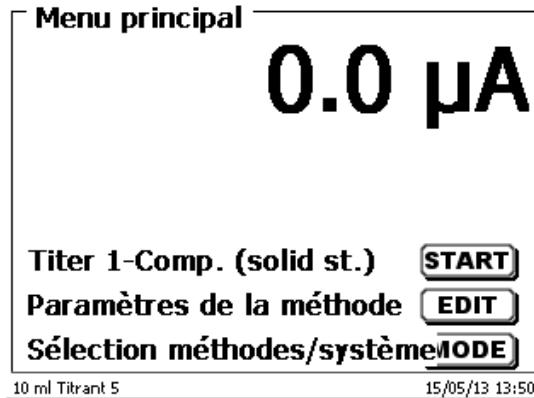 Menu principal
0.0 µA
Titer 1-Comp. (solid st.) START
Paramètres de la méthode EDIT
Sélection méthodes/système MODE
10 ml Titrant 5 15/05/13 13:50